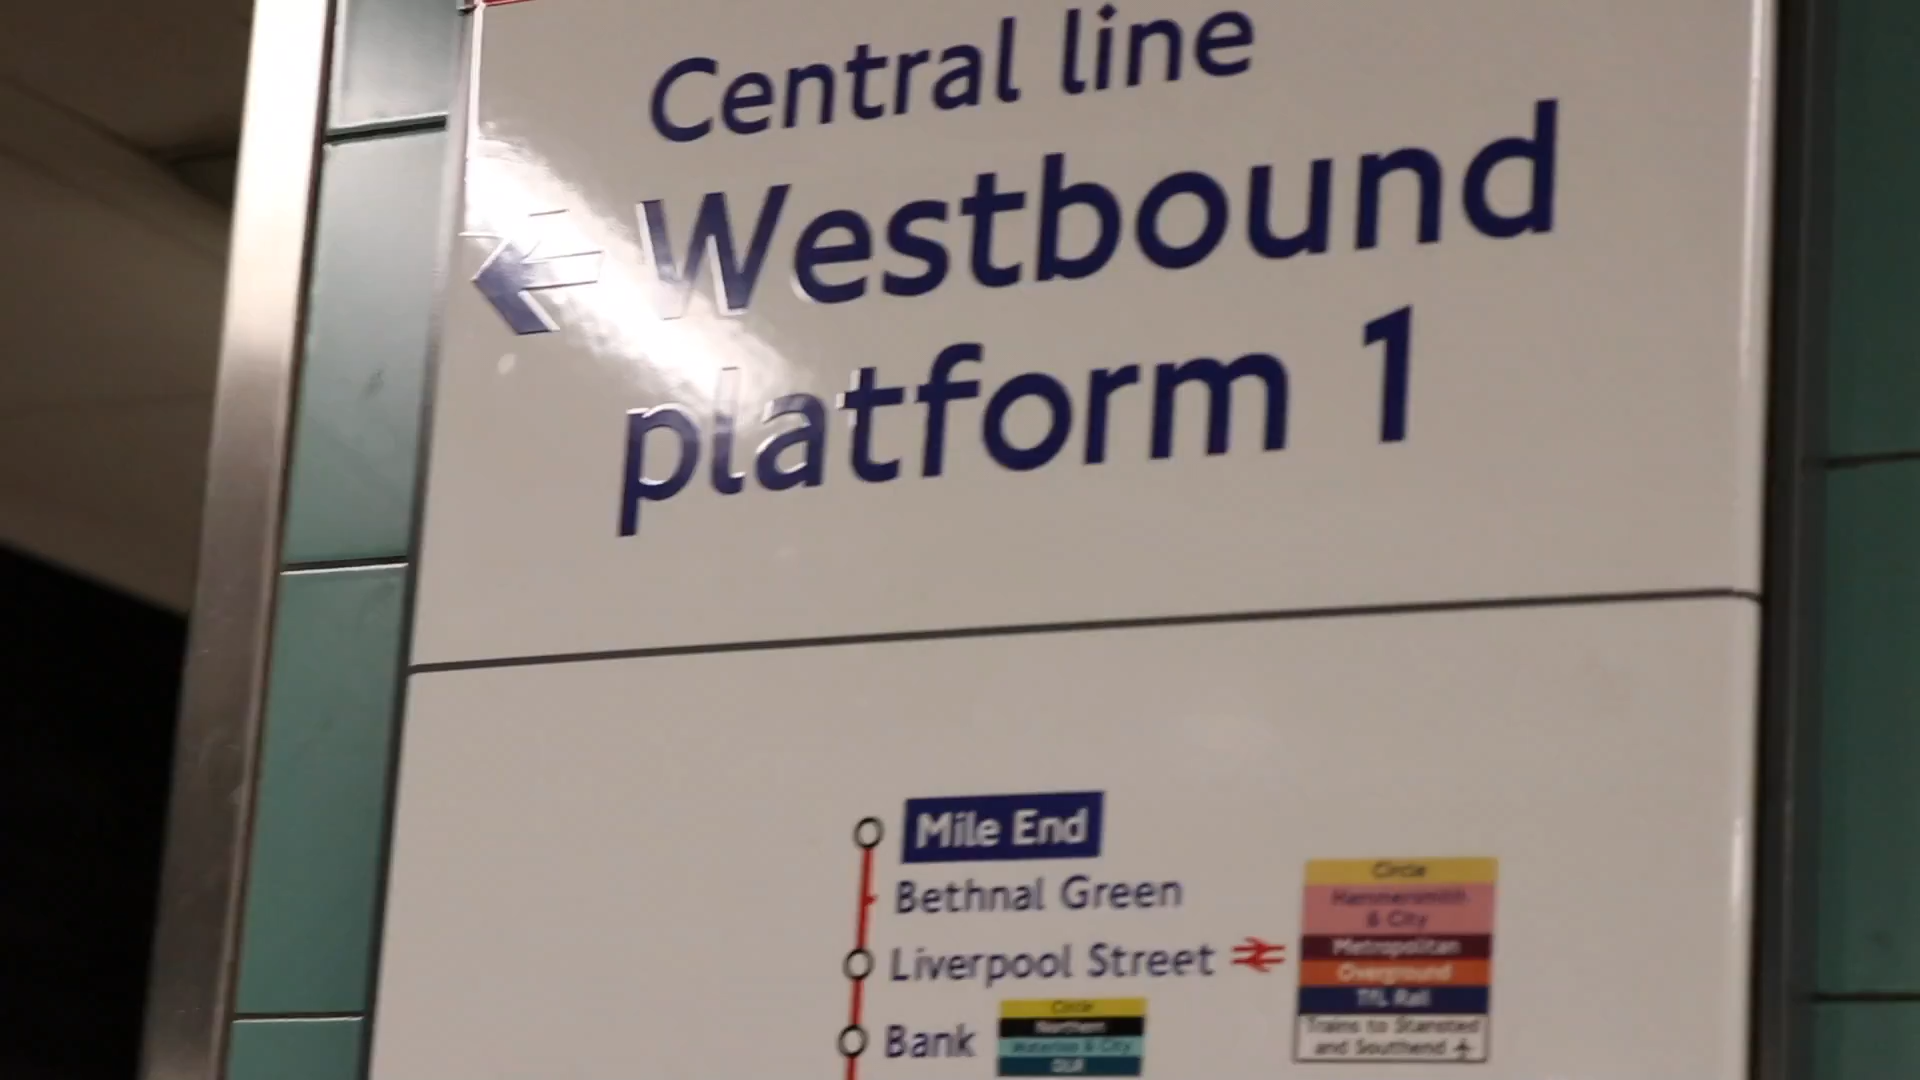 Central line
Westbound
platform 1
Mile End
Bethnal Green
Liverpool Street
Circle
Hammersmith
& City
Metropolitan
Overground
TfL Rail
Trains to Stansted
and Southend
Bank
Circle
Northern
Waterloo & City
DLR